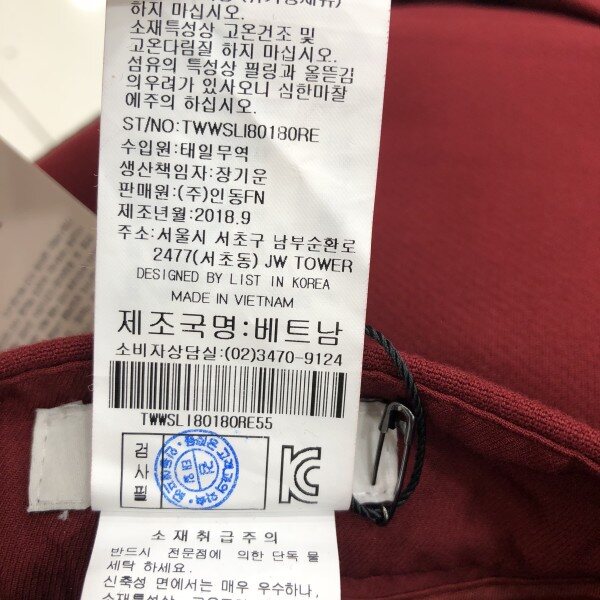 하지 마십시오.
소재특성상 고온건조 및
고온다림질 하지 마십시오.
섬유의 특성상 필링과 올뜯김
의우려가 있사오니 심한마찰
에주의 하십시오.
ST/NO:TWWSLI80180RE
수입원:태일무역
생산책임자:장기운
판매원:(주)인동FN
제조년월:2018.9
주소:서울시 서초구 남부순환로
2477(서초동) JW TOWER
DESIGNED BY LIST IN KOREA
MADE IN VIETNAM
제조국명:베트남
소비자상담실:(02)3470-9124
TWWSLI80180RE55
검사필
소재취급주의
반드시 전문점에 의한 단독 물
세탁 하세요.
신축성 면에서는 매우 우수하나,